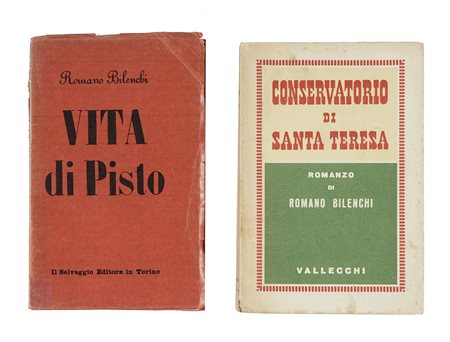 Romano Bilenchi
VITA
di Pisto
Il Selvaggio Editore in Torino
CONSERVATORIO
DI
SANTA TERESA
ROMANZO
DI
ROMANO BILENCHI
VALLECCHI